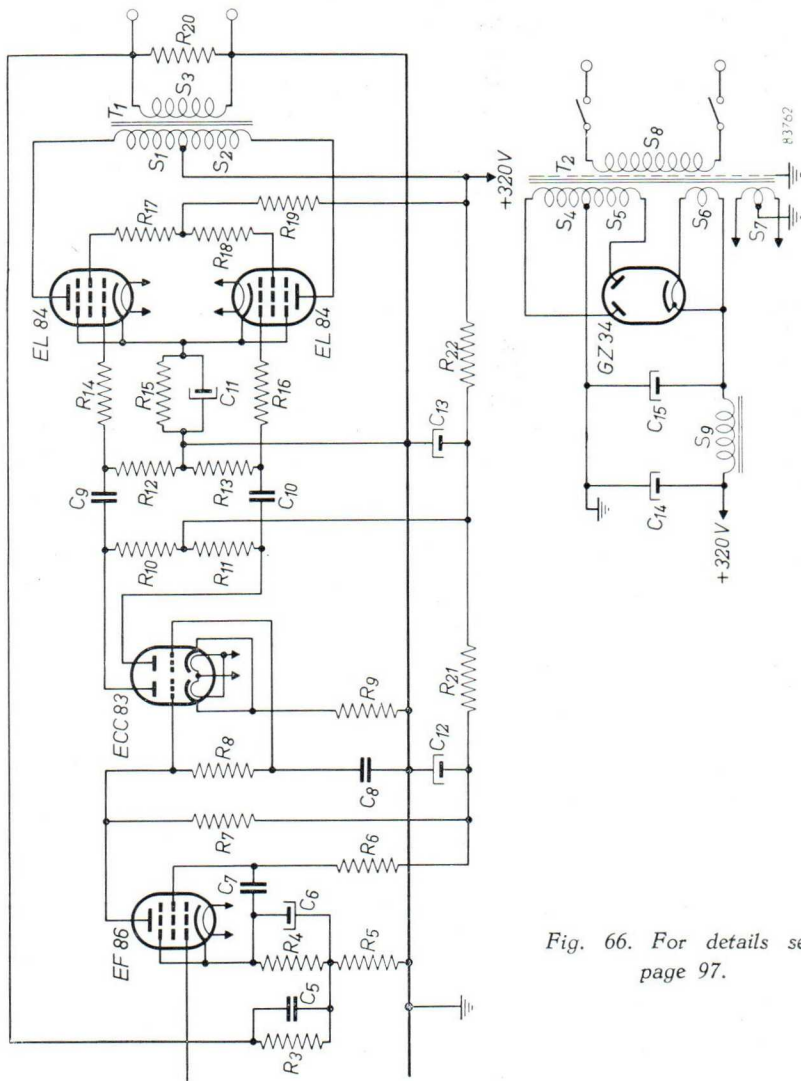 R20
S3
T1
S1
S2
R17
R18
R19
EL 84
EL 84
R14
R15
C11
R16
C9
R12
R13
C10
R10
R11
C13
R22
+320V
ECC 83
R9
R8
C8
C12
R21
R7
R6
EF 86
C7
C6
R4
R5
C5
R3
T2
S4
S5
S8
S6
S7
GZ34
C15
S9
C14
+320V
83762
Fig. 66. For details se
page 97.